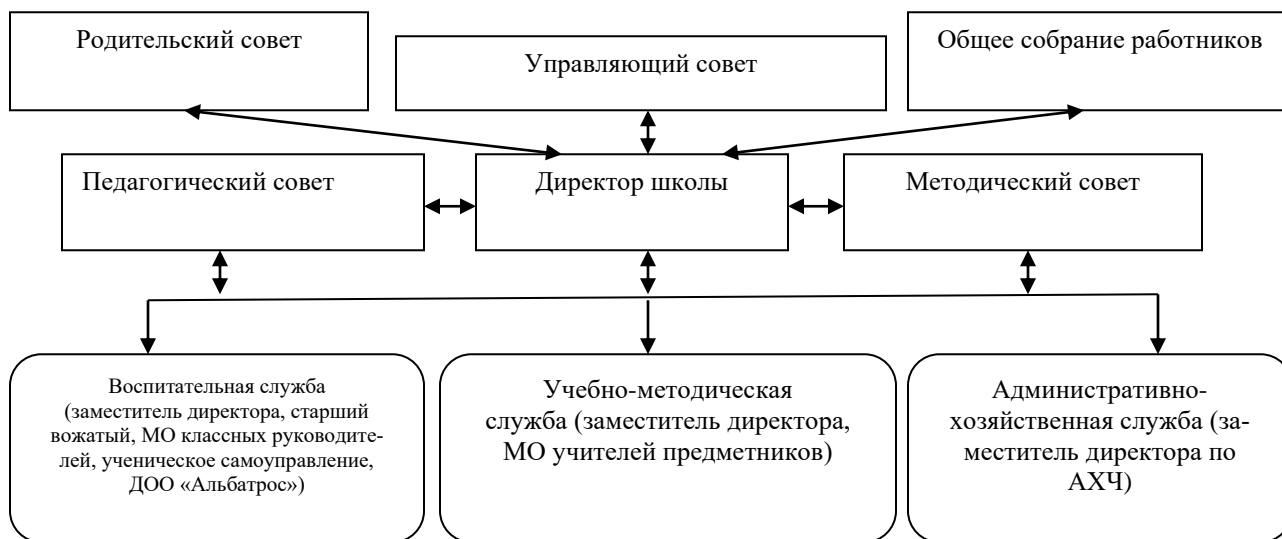 Родительский совет
Управляющий совет
Общее собрание работников
Педагогический совет
Директор школы
Методический совет
Воспитательная служба
(заместитель директора, старший
вожатый, МО классных руководите-
лей, ученическое самоуправление,
ДОО «Альбатрос»)
Учебно-методическая
служба (заместитель директора,
МО учителей предметников)
Административно-
хозяйственная служба (за-
меститель директора по
АХЧ)